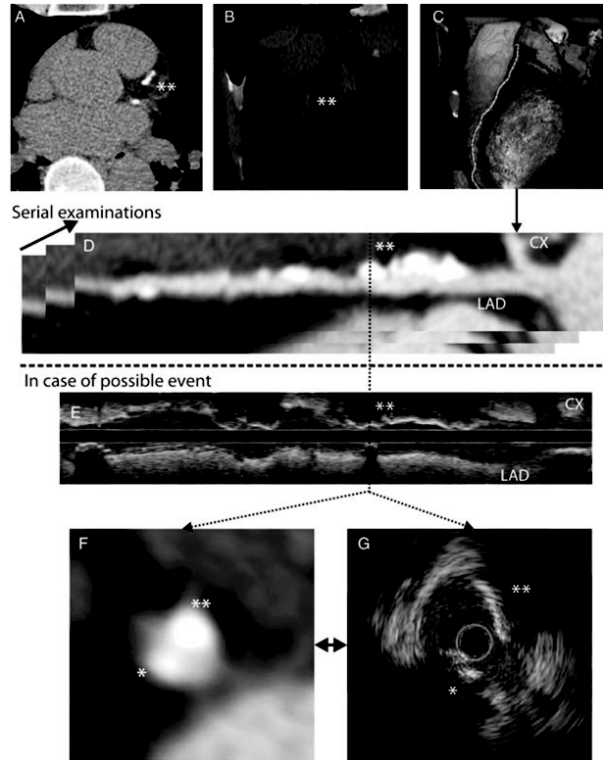 A
B
C
**
**
Serial examinations
D
**
CX
LAD
In case of possible event
E
**
CX
LAD
F
G
**
**
*
*